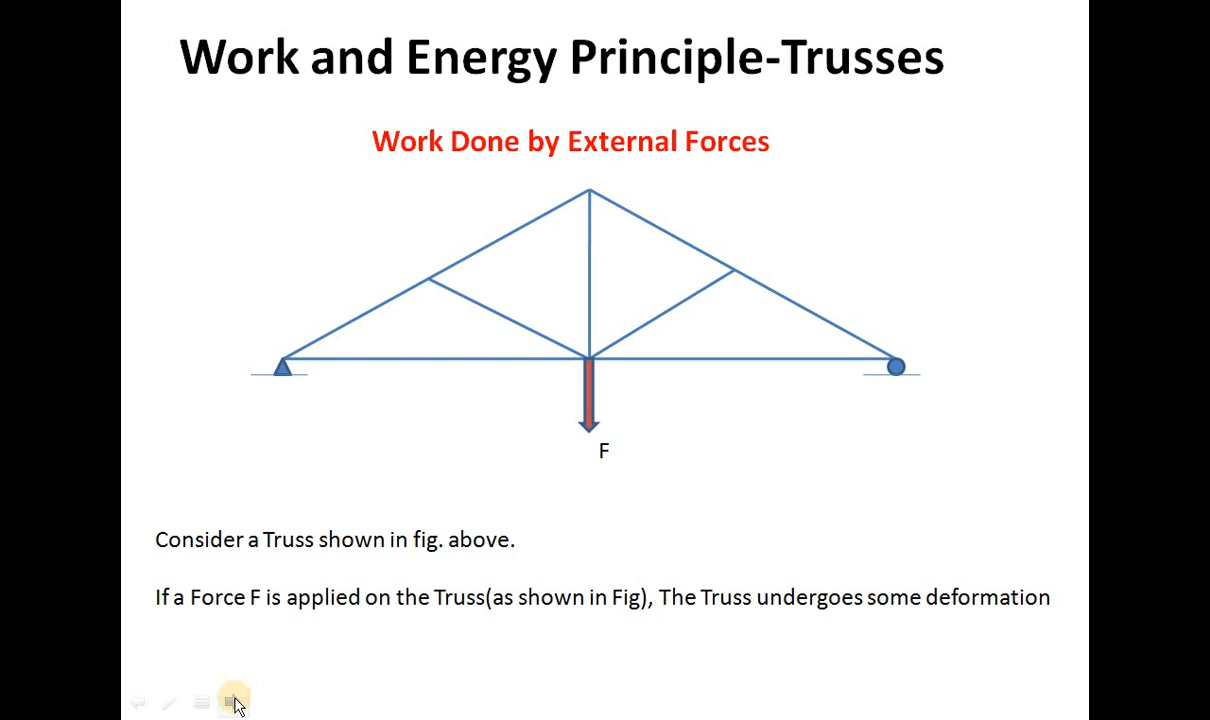 Work and Energy Principle-Trusses
Work Done by External Forces
F
Consider a Truss shown in fig. above.
If a Force F is applied on the Truss(as shown in Fig), The Truss undergoes some deformation